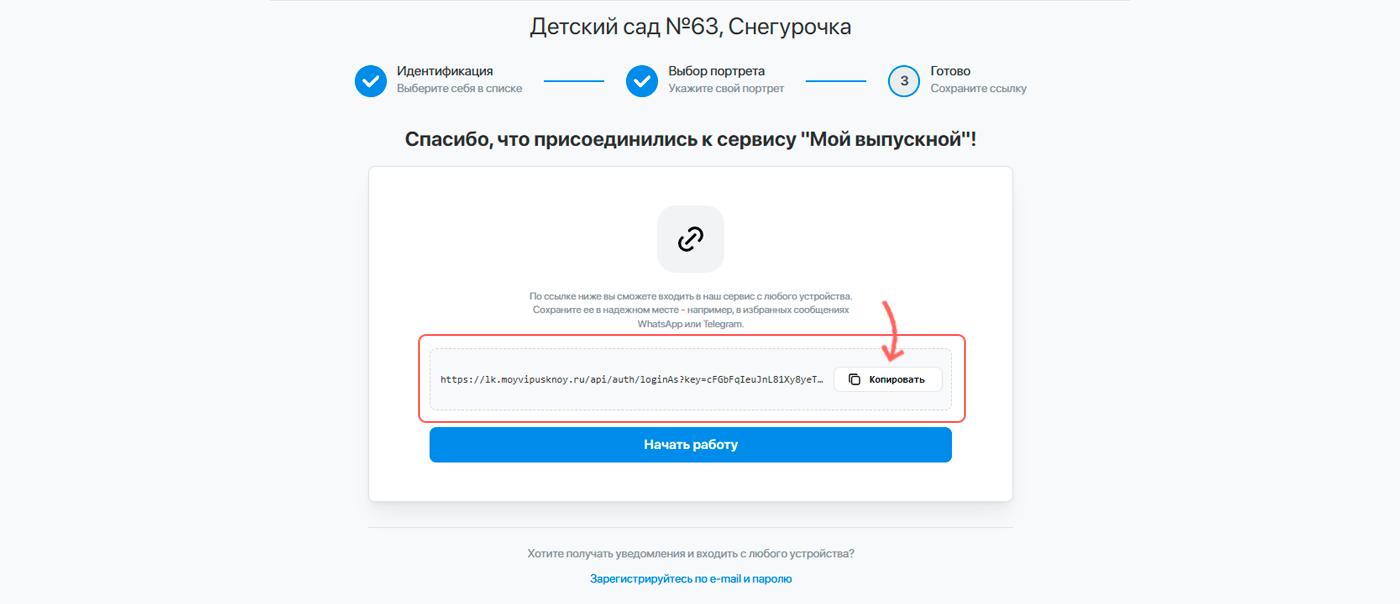 Детский сад №63, Снегурочка
Идентификация
Выберите себя в списке
Выбор портрета
Укажите свой портрет
3
Готово
Сохраните ссылку
Спасибо, что присоединились к сервису "Мой выпускной"!
По ссылке ниже вы сможете входить в наш сервис с любого устройства.
Сохраните ее в надежном месте - например, в избранных сообщениях
WhatsApp или Telegram.
https://lk.moyvipusknoy.ru/api/auth/loginAs?key=cFGbFqIeuJnL81Xy8yeT…
Копировать
Начать работу
Хотите получать уведомления и входить с любого устройства?
Зарегистрируйтесь по e-mail и паролю